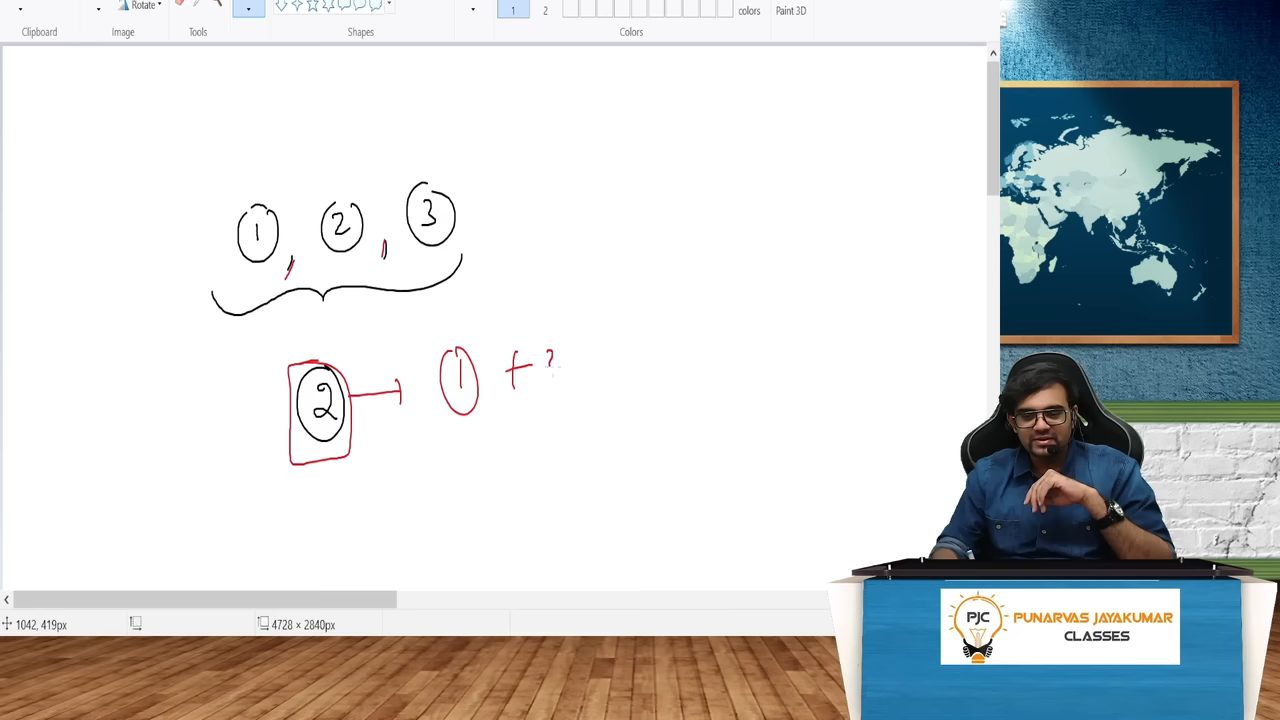 Rotate
1 2 colors Paint 3D
Clipboard Image Tools Shapes Colors
1 , 2 , 3
2 → 1 + ?
1042, 419px 4728 × 2840px
PJC PUNARVAS JAYAKUMAR
CLASSES